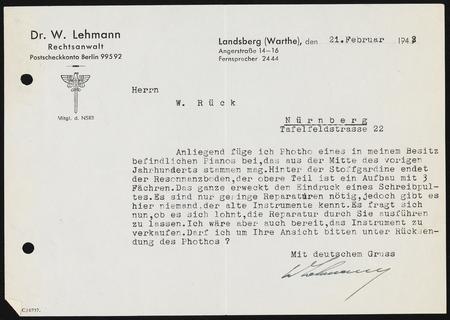 Dr. W. Lehmann
Rechtsanwalt
Postscheckkonto Berlin 99592
Mitgl. d. NSRB
Landsberg (Warthe), den 21.Februar 1943
Angerstraße 14-16
Fernsprecher 2444
Herrn
W. Rück
Nürnberg
Tafelfeldstrasse 22
Anliegend füge ich Photho eines in meinem Besitz
befindlichen Pianos bei,das aus der Mitte des vorigen
Jahrhunderts stammen mag.Hinter der Stoffgardine endet
der Resonnanzboden,der obere Teil ist ein Aufbau mit 3
Fächren.Das ganze erweckt den Eindruck eines Schreibpul-
tes.Es sind nur geringe Reparaturen nötig,jedoch gibt es
hier niemand.der alte Instrumente kennt.Es fragt sich
nun,ob es sich lohnt,die Reparatur durch Sie ausführen
zu lassen.Ich wäre aber auch bereit,das Instrument zu
verkaufen.Darf ich um Ihre Ansicht bitten unter Rücksen-
dung des Phothos ?
Mit deutschem Gruss
WLehmann